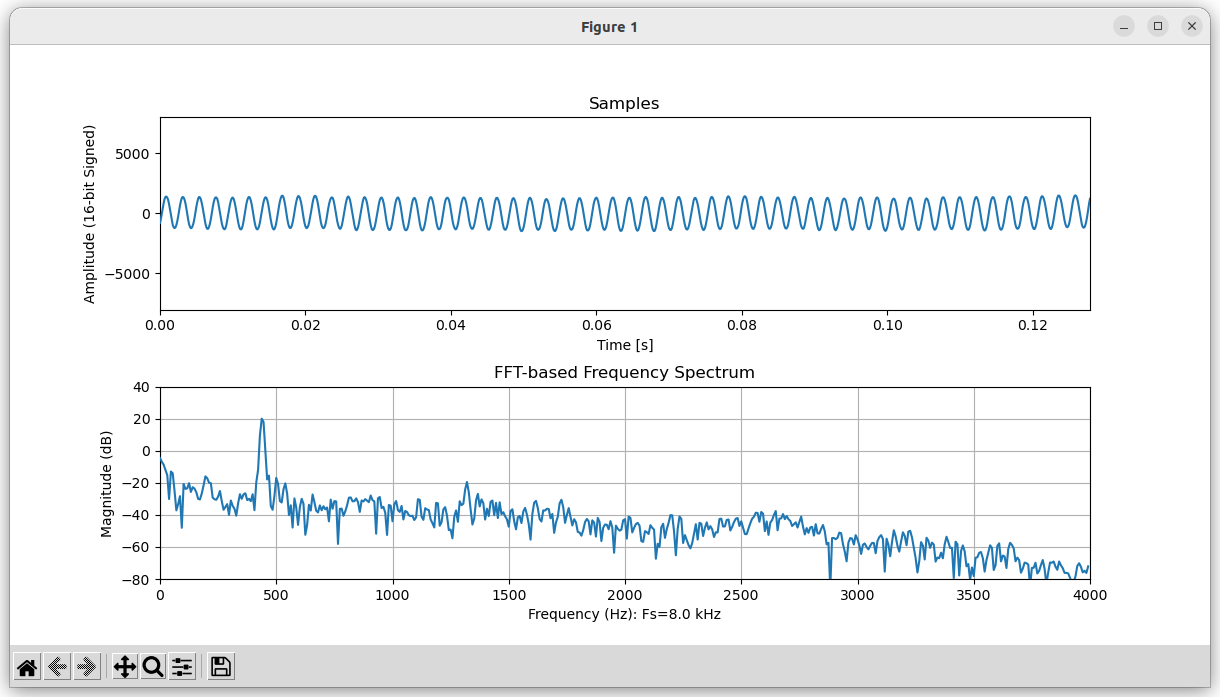 Figure 1
Samples
Amplitude (16-bit Signed)
5000
0
−5000
0.00 0.02 0.04 0.06 0.08 0.10 0.12
Time [s]
FFT-based Frequency Spectrum
Magnitude (dB)
40
20
0
−20
−40
−60
−80
0 500 1000 1500 2000 2500 3000 3500 4000
Frequency (Hz): Fs=8.0 kHz